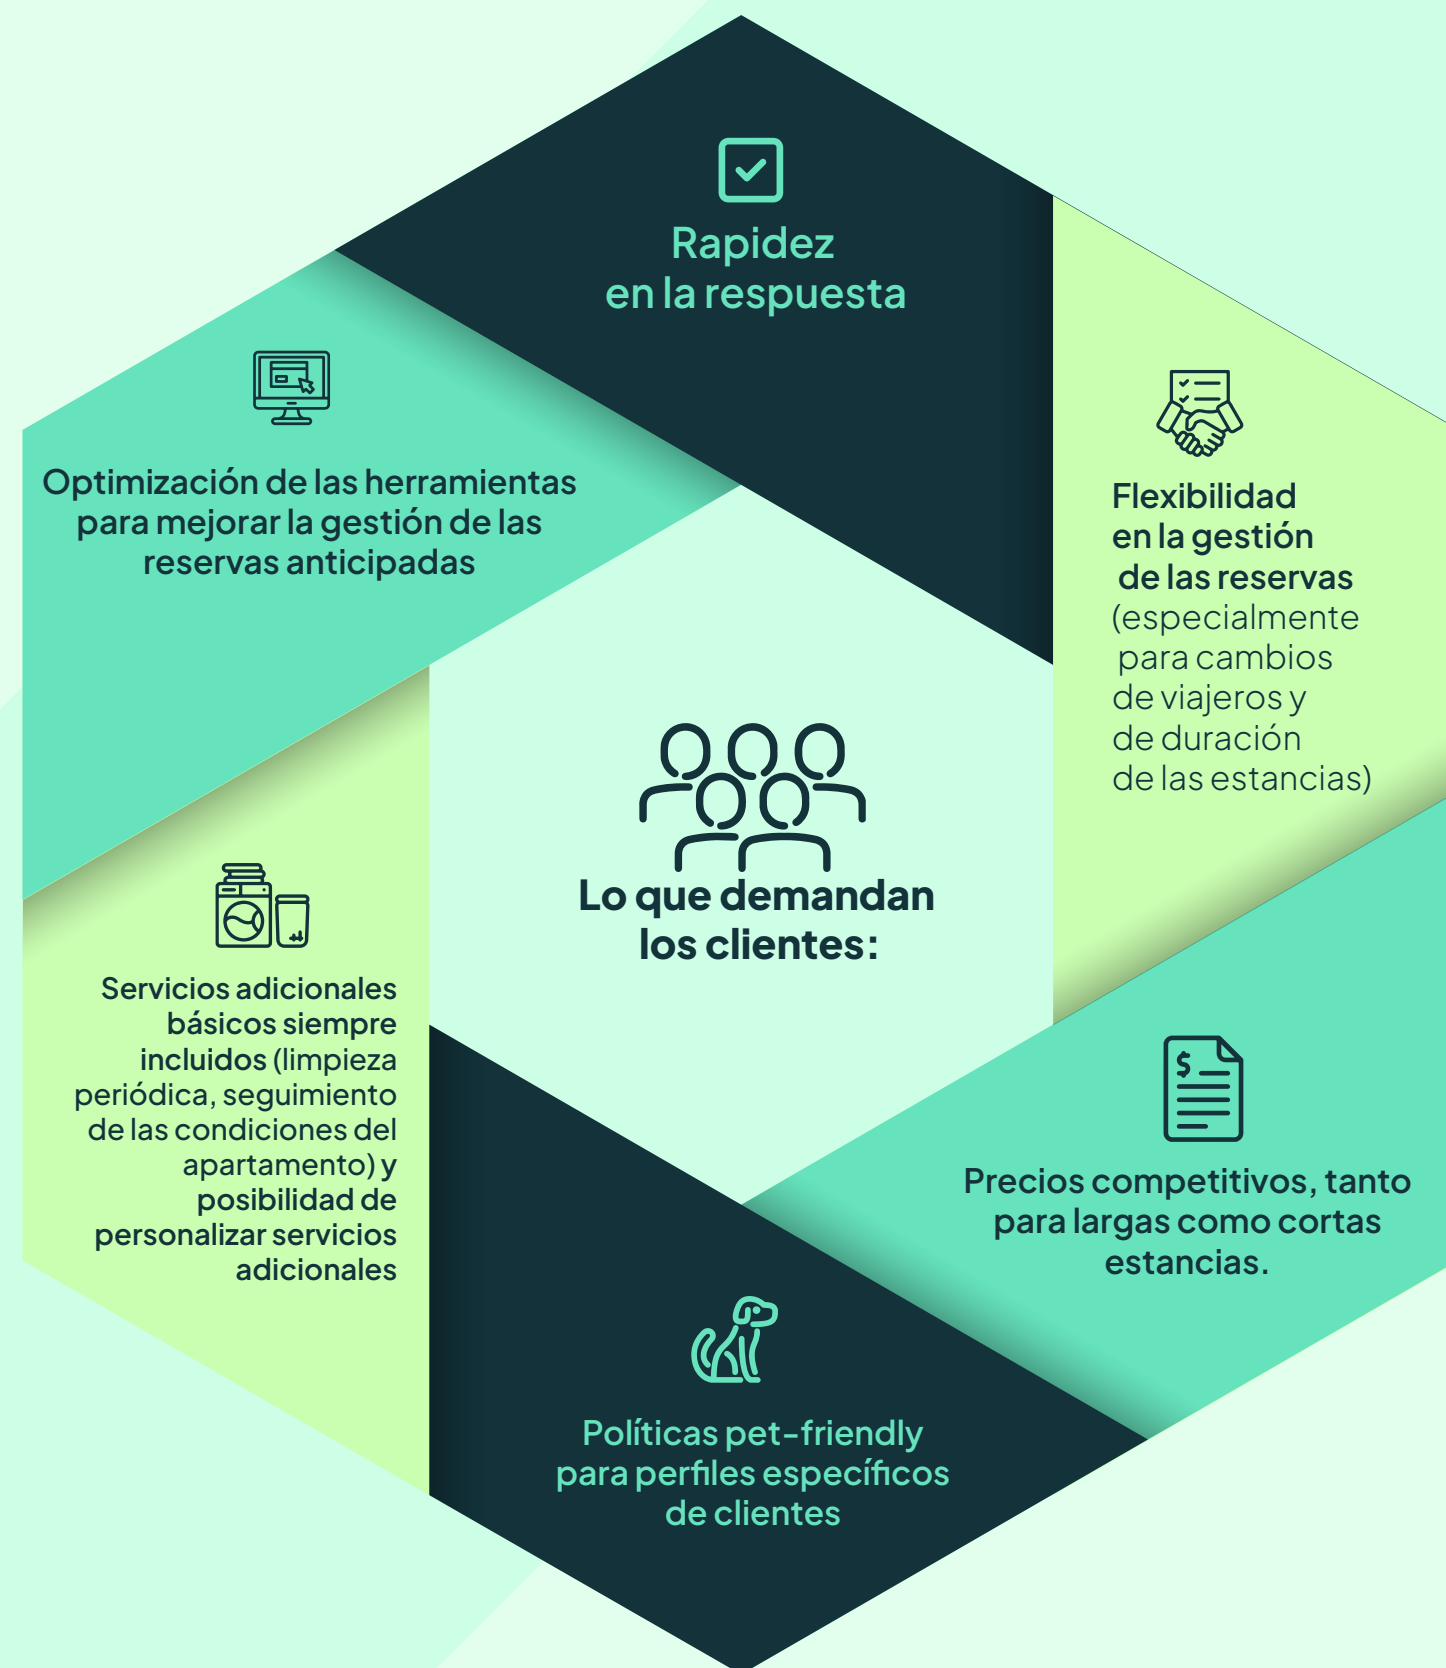 Rapidez
en la respuesta
Flexibilidad
en la gestión
de las reservas
(especialmente
para cambios
de viajeros y
de duración
de las estancias)
Precios competitivos, tanto
para largas como cortas
estancias.
Políticas pet-friendly
para perfiles específicos
de clientes
Servicios adicionales
básicos siempre
incluidos (limpieza
periódica, seguimiento
de las condiciones del
apartamento) y
posibilidad de
personalizar servicios
adicionales
Optimización de las herramientas
para mejorar la gestión de las
reservas anticipadas
Lo que demandan
los clientes:
$